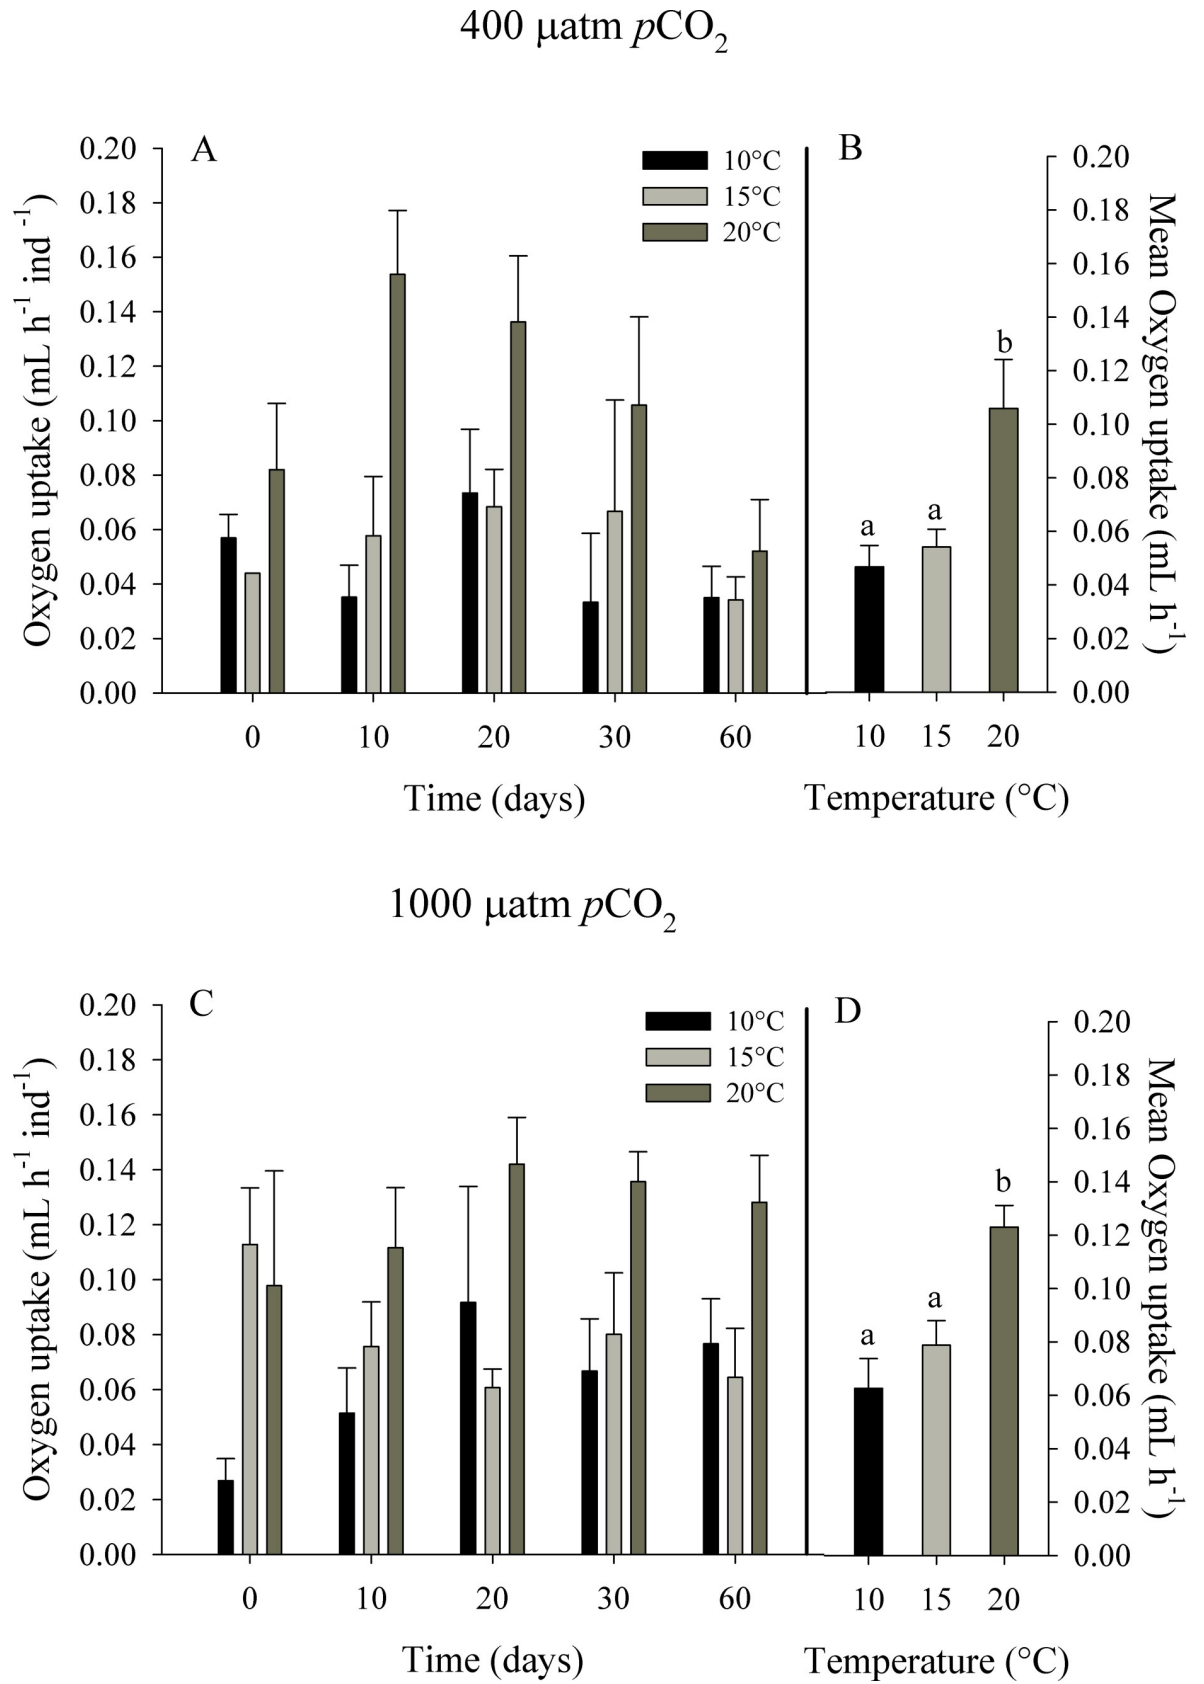 400 µatm pCO₂
A
B
10°C
15°C
20°C
0.20
0.18
0.16
0.14
0.12
0.10
0.08
0.06
0.04
0.02
0.00
Oxygen uptake (mL h⁻¹ ind ⁻¹)
0 10 20 30 60
Time (days)
a a b
10 15 20
Temperature (°C)
0.20
0.18
0.16
0.14
0.12
0.10
0.08
0.06
0.04
0.02
0.00
Mean Oxygen uptake (mL h⁻¹)
1000 µatm pCO₂
C
D
10°C
15°C
20°C
0.20
0.18
0.16
0.14
0.12
0.10
0.08
0.06
0.04
0.02
0.00
Oxygen uptake (mL h⁻¹ ind⁻¹)
0 10 20 30 60
Time (days)
a a b
10 15 20
Temperature (°C)
0.20
0.18
0.16
0.14
0.12
0.10
0.08
0.06
0.04
0.02
0.00
Mean Oxygen uptake (mL h⁻¹)